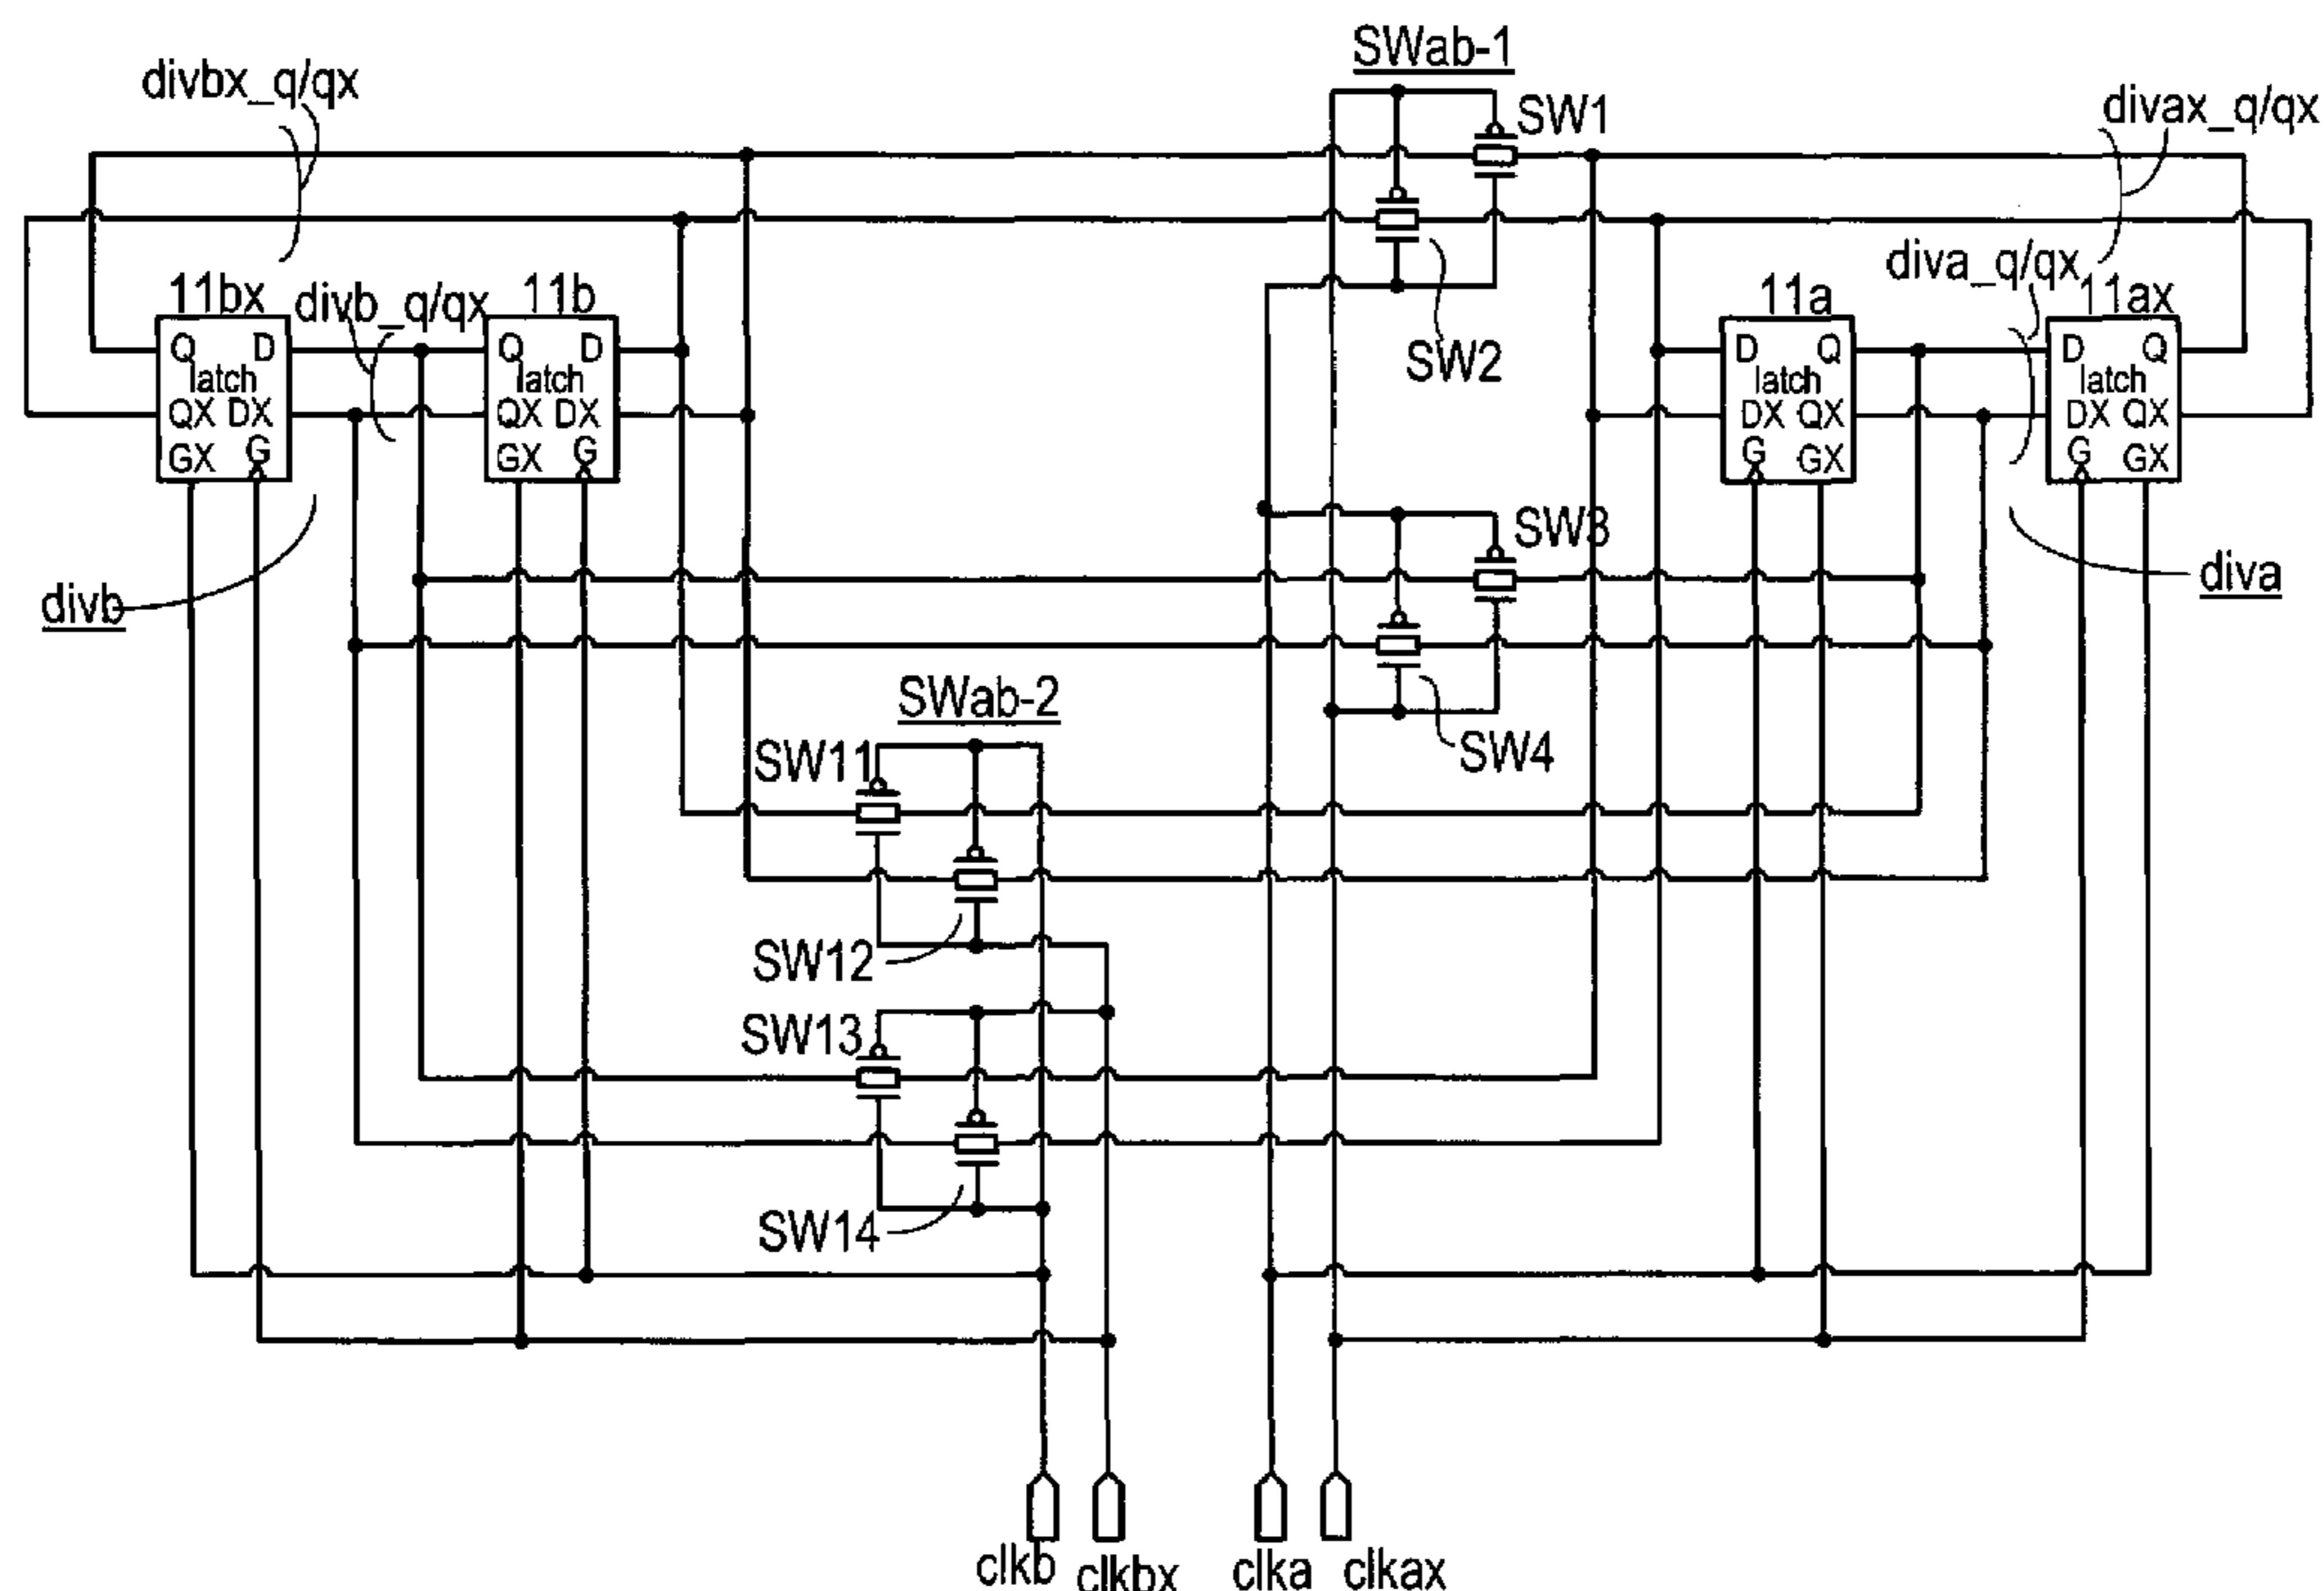 SWab-1
divbx_q/qx
SW1
divax_q/qx
11bx
divb_q/qx
11b
SW2
diva_q/qx
11a
11ax
Q D
latch
QX DX
GX G
Q D
latch
QX DX
GX G
D Q
latch
DX QX
G GX
D Q
latch
DX QX
G GX
SW3
divb
diva
SWab-2
SW11
SW4
SW12
SW13
SW14
clkb
clkbx
clka
clkax